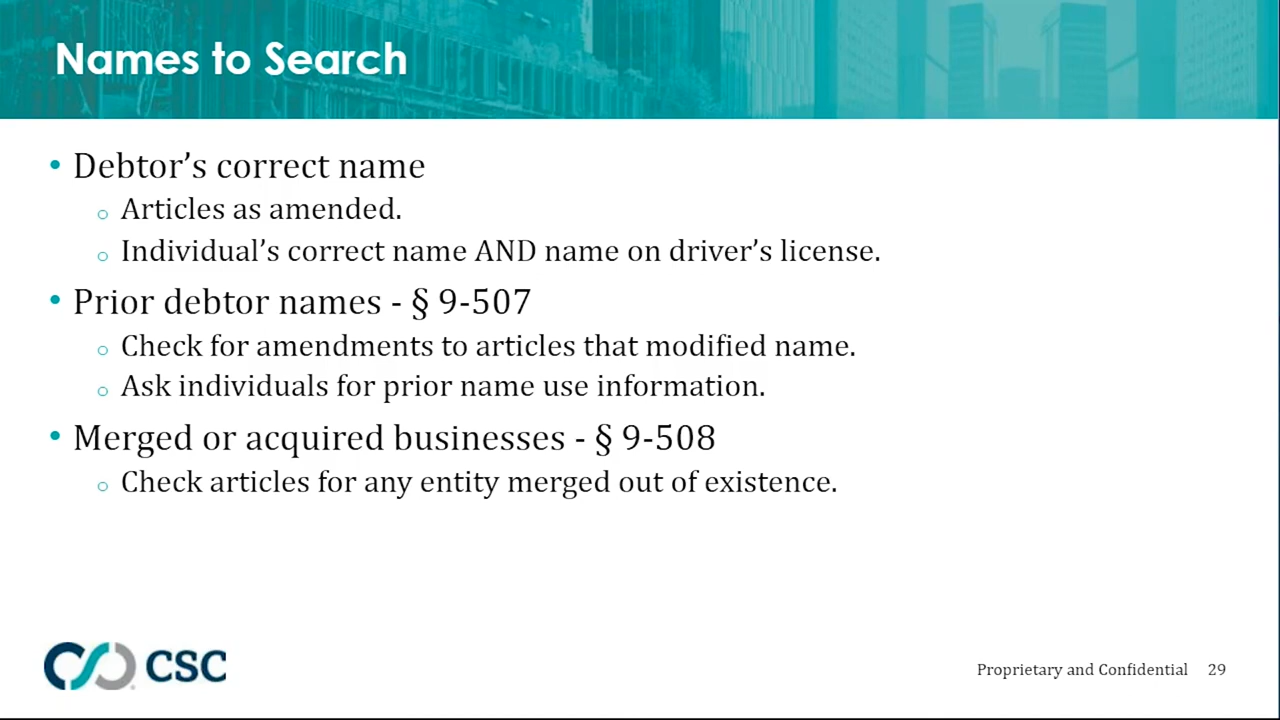 Names to Search
• Debtor’s correct name
o Articles as amended.
o Individual’s correct name AND name on driver’s license.
• Prior debtor names - § 9-507
o Check for amendments to articles that modified name.
o Ask individuals for prior name use information.
• Merged or acquired businesses - § 9-508
o Check articles for any entity merged out of existence.
CSC
Proprietary and Confidential 29